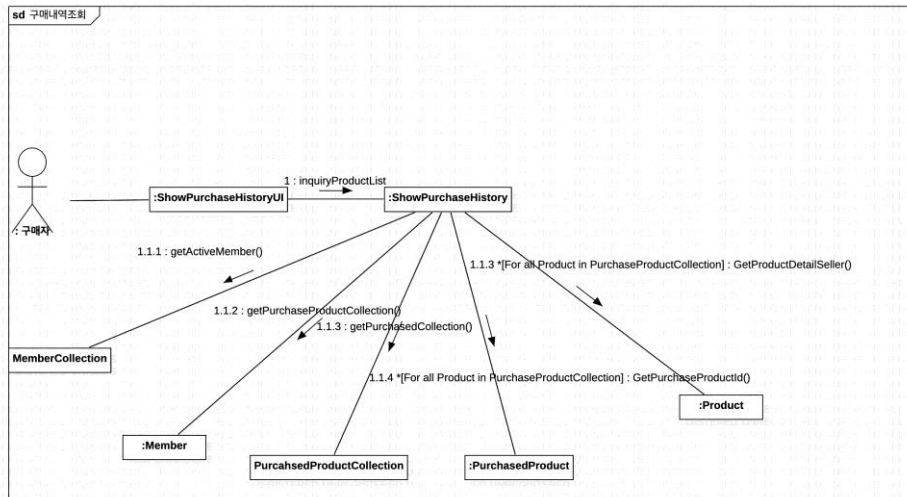 sd 구매내역조회
: 구매자
:ShowPurchaseHistoryUI
1 : inquiryProductList
:ShowPurchaseHistory
1.1.1 : getActiveMember()
1.1.3 *[For all Product in PurchaseProductCollection] : GetProductDetailSeller()
1.1.2 : getPurchaseProductCollection()
1.1.3 : getPurchasedCollection()
MemberCollection
1.1.4 *[For all Product in PurchaseProductCollection] : GetPurchaseProductId()
:Product
:Member
PurcahsedProductCollection
:PurchasedProduct